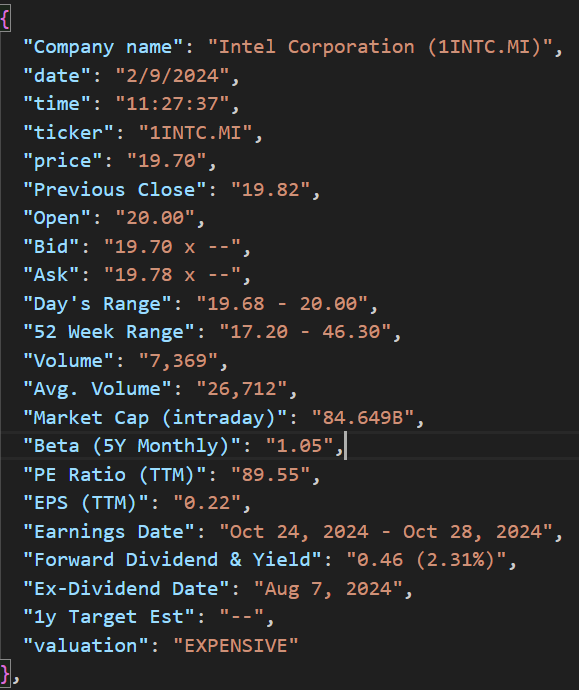 {
"Company name": "Intel Corporation (1INTC.MI)",
"date": "2/9/2024",
"time": "11:27:37",
"ticker": "1INTC.MI",
"price": "19.70",
"Previous Close": "19.82",
"Open": "20.00",
"Bid": "19.70 x --",
"Ask": "19.78 x --",
"Day's Range": "19.68 - 20.00",
"52 Week Range": "17.20 - 46.30",
"Volume": "7,369",
"Avg. Volume": "26,712",
"Market Cap (intraday)": "84.649B",
"Beta (5Y Monthly)": "1.05",
"PE Ratio (TTM)": "89.55",
"EPS (TTM)": "0.22",
"Earnings Date": "Oct 24, 2024 - Oct 28, 2024",
"Forward Dividend & Yield": "0.46 (2.31%)",
"Ex-Dividend Date": "Aug 7, 2024",
"1y Target Est": "--",
"valuation": "EXPENSIVE"
},